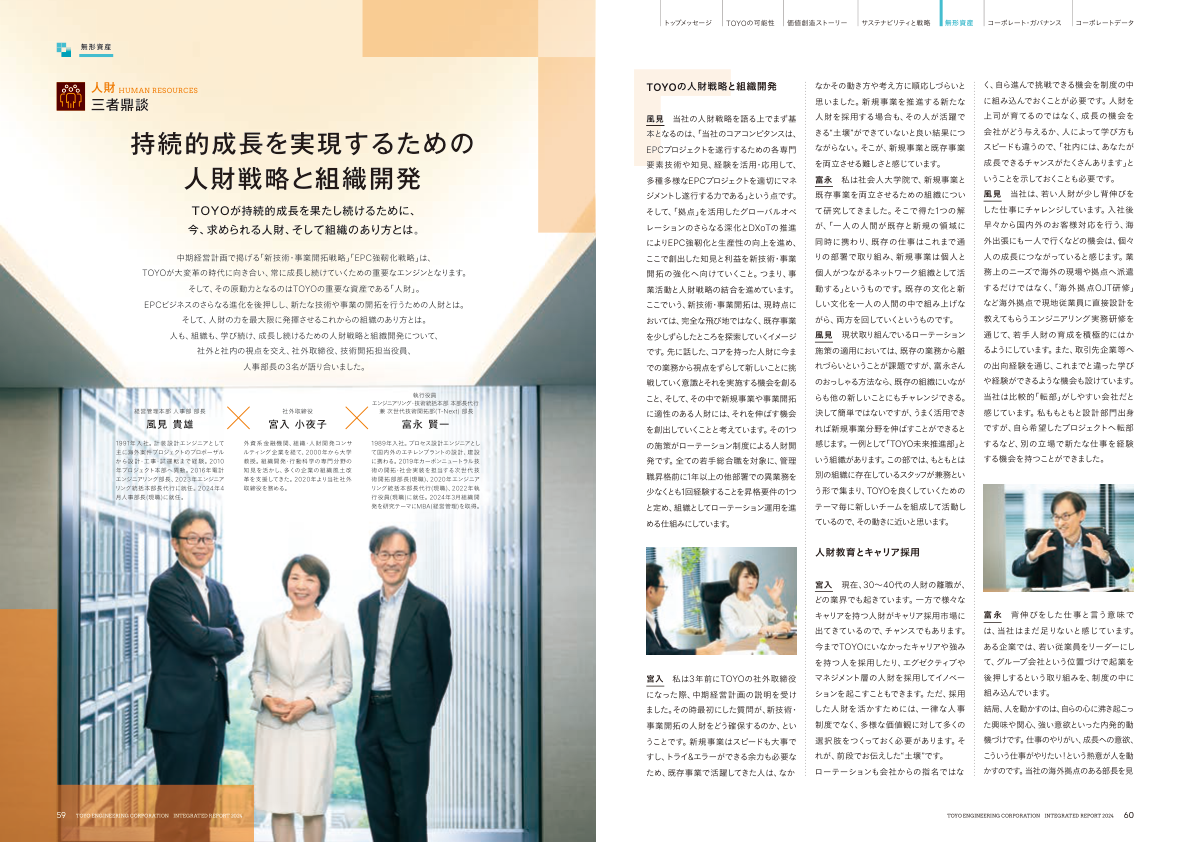 無形資産
人財 HUMAN RESOURCES
三者鼎談
持続的成長を実現するための
人財戦略と組織開発
TOYOが持続的成長を果たし続けるために、
今、求められる人財、そして組織のあり方とは。
中期経営計画で掲げる「新技術・事業開拓戦略」「EPC強靭化戦略」は、
TOYOが大変革の時代に向き合い、常に成長し続けていくための重要なエンジンとなります。
そして、その原動力となるのはTOYOの重要な資産である「人財」。
EPCビジネスのさらなる進化を後押しし、新たな技術や事業の開拓を行うための人財とは。
そして、人財の力を最大限に発揮させるこれからの組織のあり方とは。
人も、組織も、学び続け、成長し続けるための人財戦略と組織開発について、
社外と社内の視点を交え、社外取締役、技術開拓担当役員、
人事部長の3名が語り合いました。
経営管理本部 人事部 部長
風見 貴雄
1991年入社。計装設計エンジニアとして
主に海外案件プロジェクトのプロポーザル
から設計・工事・試運転まで経験。2010
年プロジェクト本部へ異動。2016年電計
エンジニアリング部長、2023年エンジニア
リング統括本部長代行に就任。2024年4
月人事部長(現職)に就任。
社外取締役
宮入 小夜子
外資系金融機関、組織・人財開発コンサ
ルティング企業を経て、2000年から大学
教授。組織開発・行動科学の専門分野の
知見を活かし、多くの企業の組織風土改
革を支援してきた。2020年より当社社外
取締役を務める。
執行役員
エンジニアリング・技術統括本部 本部長代行
兼 次世代技術開拓部(T-Next) 部長
富永 賢一
1989年入社。プロセス設計エンジニアとし
て国内外のエチレンプラントの設計、建設
に携わる。2019年カーボンニュートラル技
術の開拓・社会実装を担当する次世代技
術開拓部部長(現職)、2020年エンジニア
リング統括本部長代行(現職)、2022年執
行役員(現職)に就任。2024年3月組織開
発を研究テーマにMBA(経営管理)を取得。
59 TOYO ENGINEERING CORPORATION INTEGRATED REPORT 2024
トップメッセージ
TOYOの可能性
価値創造ストーリー
サステナビリティと戦略
無形資産
コーポレート・ガバナンス
コーポレートデータ
TOYOの人財戦略と組織開発
風見 当社の人財戦略を語る上でまず基
本となるのは、「当社のコアコンピタンスは、
EPCプロジェクトを遂行するための各専門
要素技術や知見、経験を活用・応用して、
多種多様なEPCプロジェクトを適切にマネ
ジメントし遂行する力である」という点です。
そして、「拠点」を活用したグローバルオペ
レーションのさらなる深化とDXoTの推進
によりEPC強靭化と生産性の向上を進め、
ここで創出した知見と利益を新技術・事業
開拓の強化へ向けていくこと。つまり、事
業活動と人財戦略の結合を進めています。
ここでいう、新技術・事業開拓は、現時点に
おいては、完全な飛び地ではなく、既存事業
を少しずらしたところを探索していくイメージ
です。先に話した、コアを持った人財に今ま
での業務から視点をずらして新しいことに挑
戦していく意識とそれを実施する機会を創る
こと、そして、その中で新規事業や事業開拓
に適性のある人財には、それを伸ばす機会
を創出していくことと考えています。その1つ
の施策がローテーション制度による人財開
発です。全ての若手総合職を対象に、管理
職昇格前に1年以上の他部署での異業務を
少なくとも1回経験することを昇格要件の1つ
と定め、組織としてローテーション運用を進
める仕組みにしています。
宮入 私は3年前にTOYOの社外取締役
になった際、中期経営計画の説明を受け
ました。その時最初にした質問が、新技術・
事業開拓の人財をどう確保するのか、とい
うことです。新規事業はスピードも大事で
すし、トライ&エラーができる余力も必要な
ため、既存事業で活躍してきた人は、なか
なかその動き方や考え方に順応しづらいと
思いました。新規事業を推進する新たな
人財を採用する場合も、その人が活躍で
きる"土壌"ができていないと良い結果につ
ながらない。そこが、新規事業と既存事業
を両立させる難しさと感じています。
富永 私は社会人大学院で、新規事業と
既存事業を両立させるための組織につい
て研究してきました。そこで得た1つの解
が、「一人の人間が既存と新規の領域に
同時に携わり、既存の仕事はこれまで通
りの部署で取り組み、新規事業は個人と
個人がつながるネットワーク組織として活
動する」というものです。既存の文化と新
しい文化を一人の人間の中で組み上げな
がら、両方を回していくというものです。
風見 現状取り組んでいるローテーション
施策の適用においては、既存の業務から離
れづらいということが課題ですが、富永さん
のおっしゃる方法なら、既存の組織にいなが
らも他の新しいことにもチャレンジできる。
決して簡単ではないですが、うまく活用でき
れば新規事業分野を伸ばすことができると
感じます。一例として「TOYO未来推進部」と
いう組織があります。この部では、もともとは
別の組織に存在しているスタッフが兼務とい
う形で集まり、TOYOを良くしていくための
テーマ毎に新しいチームを組成して活動し
ているので、その動きに近いと思います。
人財教育とキャリア採用
宮入 現在、30〜40代の人財の離職が、
どの業界でも起きています。一方で様々な
キャリアを持つ人財がキャリア採用市場に
出てきているので、チャンスでもあります。
今までTOYOにいなかったキャリアや強み
を持つ人を採用したり、エグゼクティブや
マネジメント層の人財を採用してイノベー
ションを起こすこともできます。ただ、採用
した人財を活かすためには、一律な人事
制度でなく、多様な価値観に対して多くの
選択肢をつくっておく必要があります。そ
れが、前段でお伝えした"土壌"です。
ローテーションも会社からの指名ではな
く、自ら進んで挑戦できる機会を制度の中
に組み込んでおくことが必要です。人財を
上司が育てるのではなく、成長の機会を
会社がどう与えるか、人によって学び方も
スピードも違うので、「社内には、あなたが
成長できるチャンスがたくさんあります」と
いうことを示しておくことも必要です。
風見 当社は、若い人財が少し背伸びを
した仕事にチャレンジしています。入社後
早々から国内外のお客様対応を行う、海
外出張にも一人で行くなどの機会は、個々
人の成長につながっていると感じます。業
務上のニーズで海外の現場や拠点へ派遣
するだけではなく、「海外拠点OJT研修」
など海外拠点で現地従業員に直接設計を
教えてもらうエンジニアリング実務研修を
通じて、若手人財の育成を積極的にはか
るようにしています。また、取引先企業等へ
の出向経験を通じ、これまでと違った学び
や経験ができるような機会も設けています。
当社は比較的「転部」がしやすい会社だと
感じています。私ももともと設計部門出身
ですが、自ら希望したプロジェクトへ転部
するなど、別の立場で新たな仕事を経験
する機会を持つことができました。
富永 背伸びをした仕事と言う意味で
は、当社はまだ足りないと感じています。
ある企業では、若い従業員をリーダーにし
て、グループ会社という位置づけで起業を
後押しするという取り組みを、制度の中に
組み込んでいます。
結局、人を動かすのは、自らの心に沸き起こっ
た興味や関心、強い意欲といった内発的動
機づけです。仕事のやりがい、成長への意欲、
こういう仕事がやりたい!という熱意が人を動
かすのです。当社の海外拠点のある部長を見
TOYO ENGINEERING CORPORATION INTEGRATED REPORT 2024 60